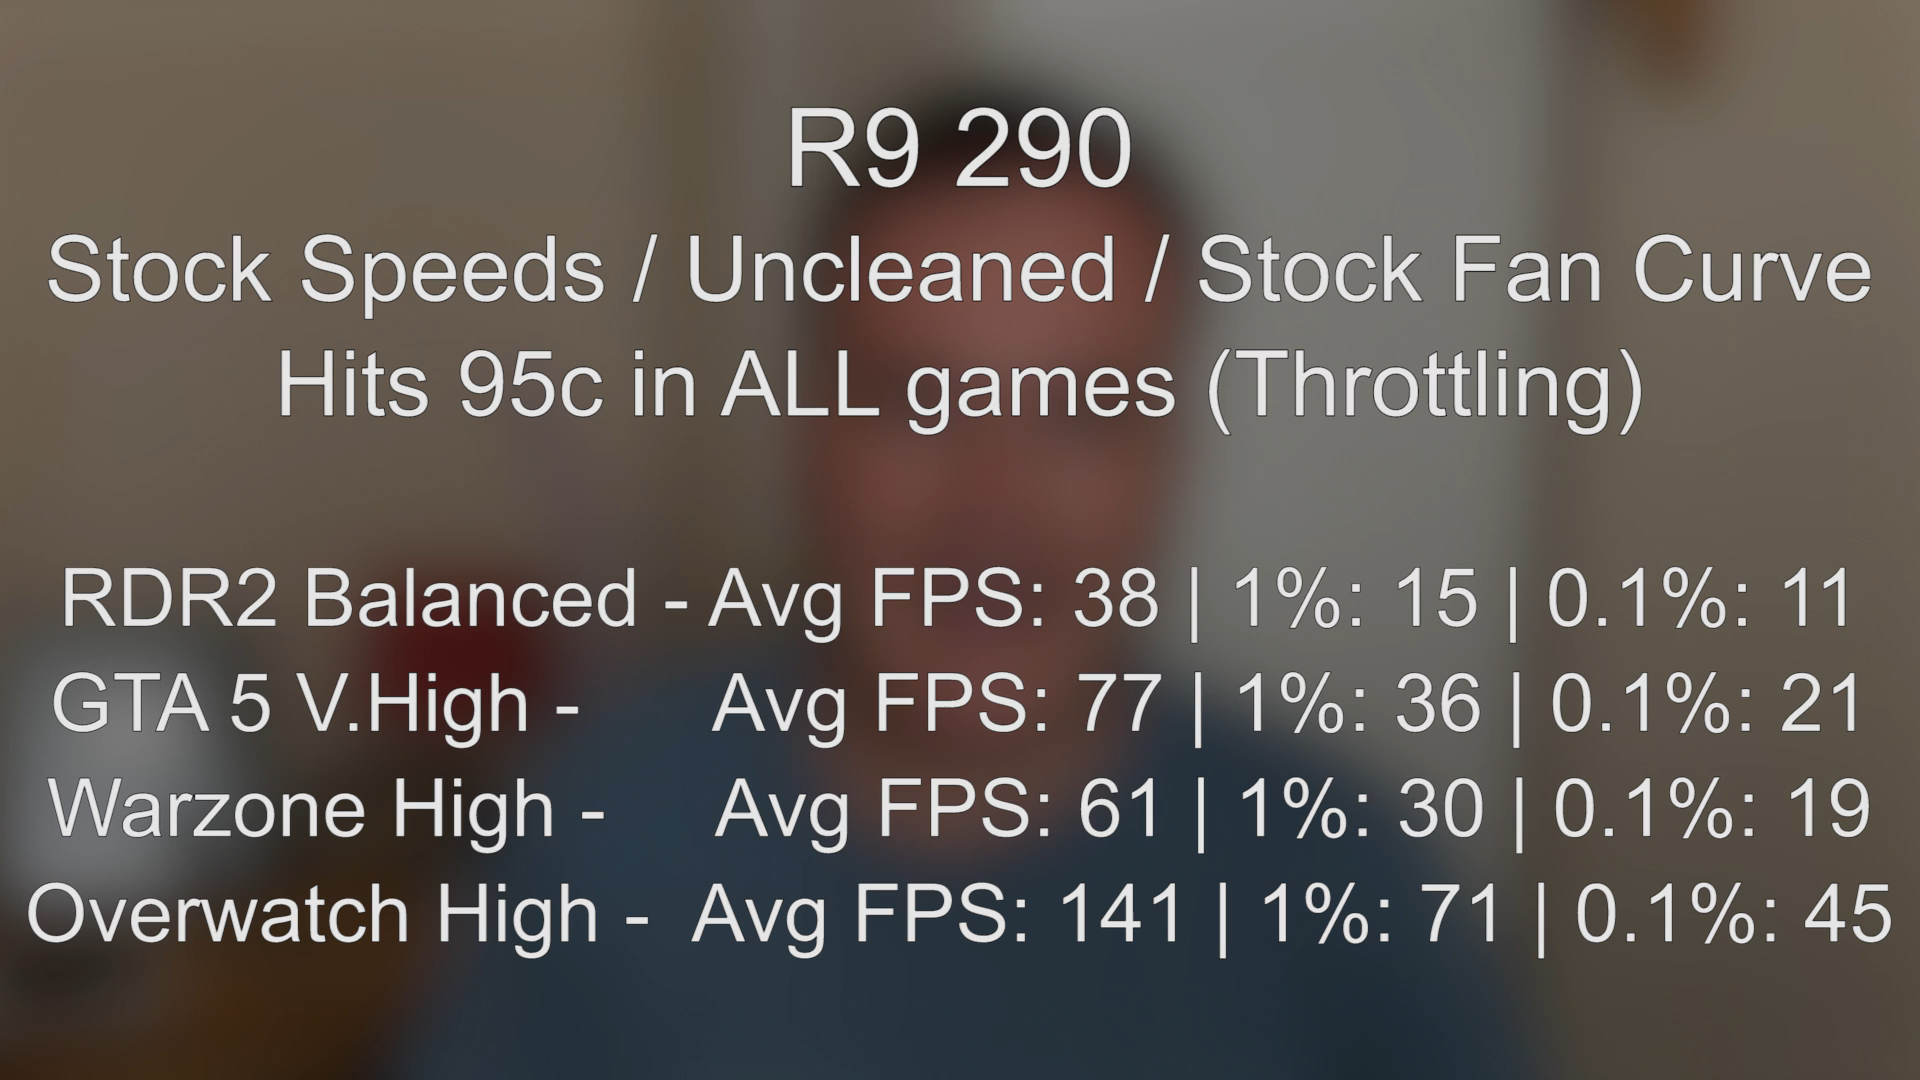 R9 290
Stock Speeds / Uncleaned / Stock Fan Curve
Hits 95c in ALL games (Throttling)
RDR2 Balanced - Avg FPS: 38 | 1%: 15 | 0.1%: 11
GTA 5 V.High - Avg FPS: 77 | 1%: 36 | 0.1%: 21
Warzone High - Avg FPS: 61 | 1%: 30 | 0.1%: 19
Overwatch High - Avg FPS: 141 | 1%: 71 | 0.1%: 45